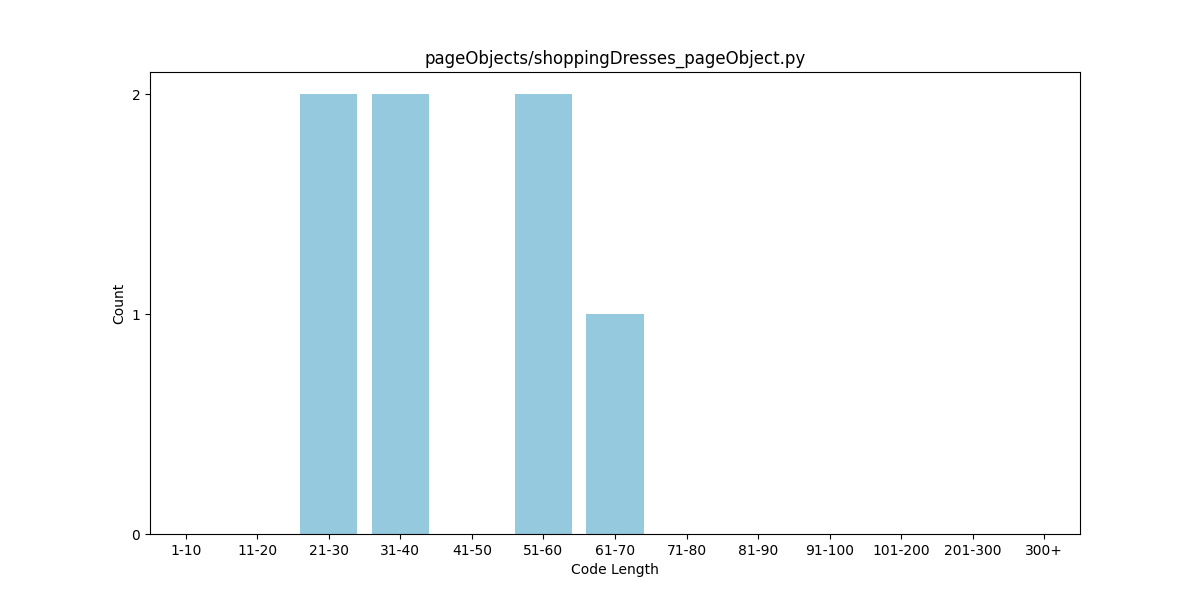 pageObjects/shoppingDresses_pageObject.py
2
1
0
Count
1-10 11-20 21-30 31-40 41-50 51-60 61-70 71-80 81-90 91-100 101-200 201-300 300+
Code Length